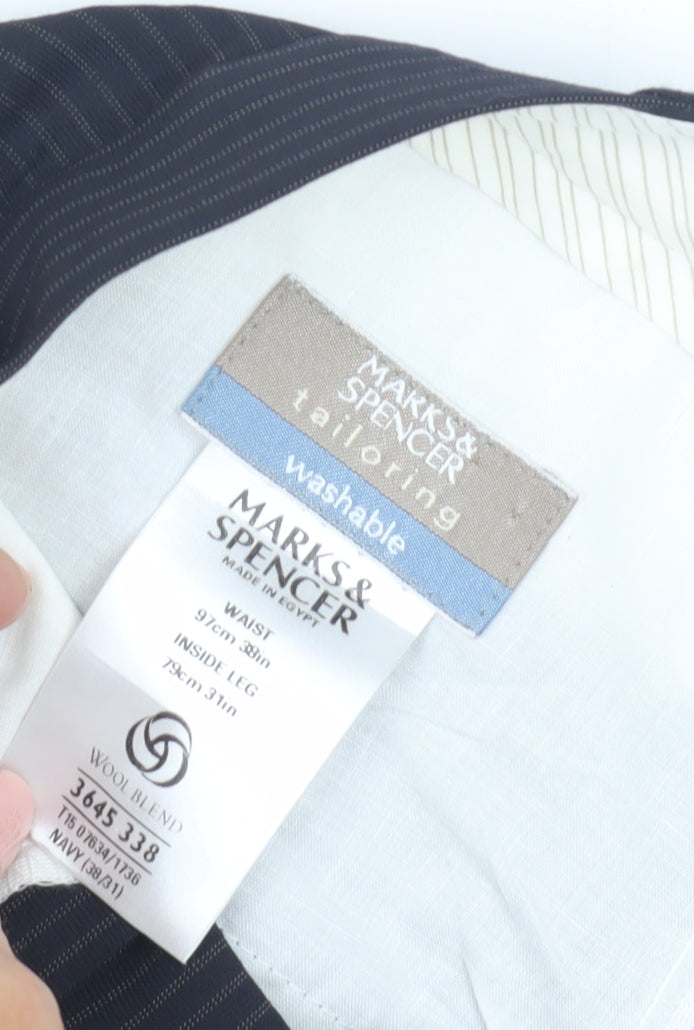 MARKS &
SPENCER
tailoring
washable
MARKS &
SPENCER
MADE IN EGYPT
WAIST
97cm 38in
INSIDE LEG
79cm 31in
WOOL BLEND
3645 338
T15 07634/1736
NAVY (38/31)